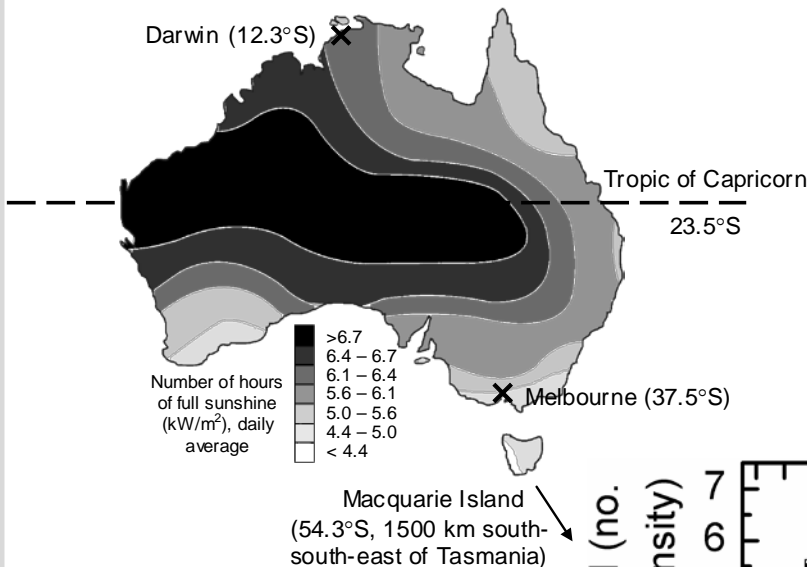 Darwin (12.3°S)
Tropic of Capricorn
23.5°S
>6.7
6.4 – 6.7
6.1 – 6.4
5.6 – 6.1
5.0 – 5.6
4.4 – 5.0
< 4.4
Number of hours
of full sunshine
(kW/m²), daily
average
Melbourne (37.5°S)
Macquarie Island
(54.3°S, 1500 km south-
south-east of Tasmania)
(no.
7
6